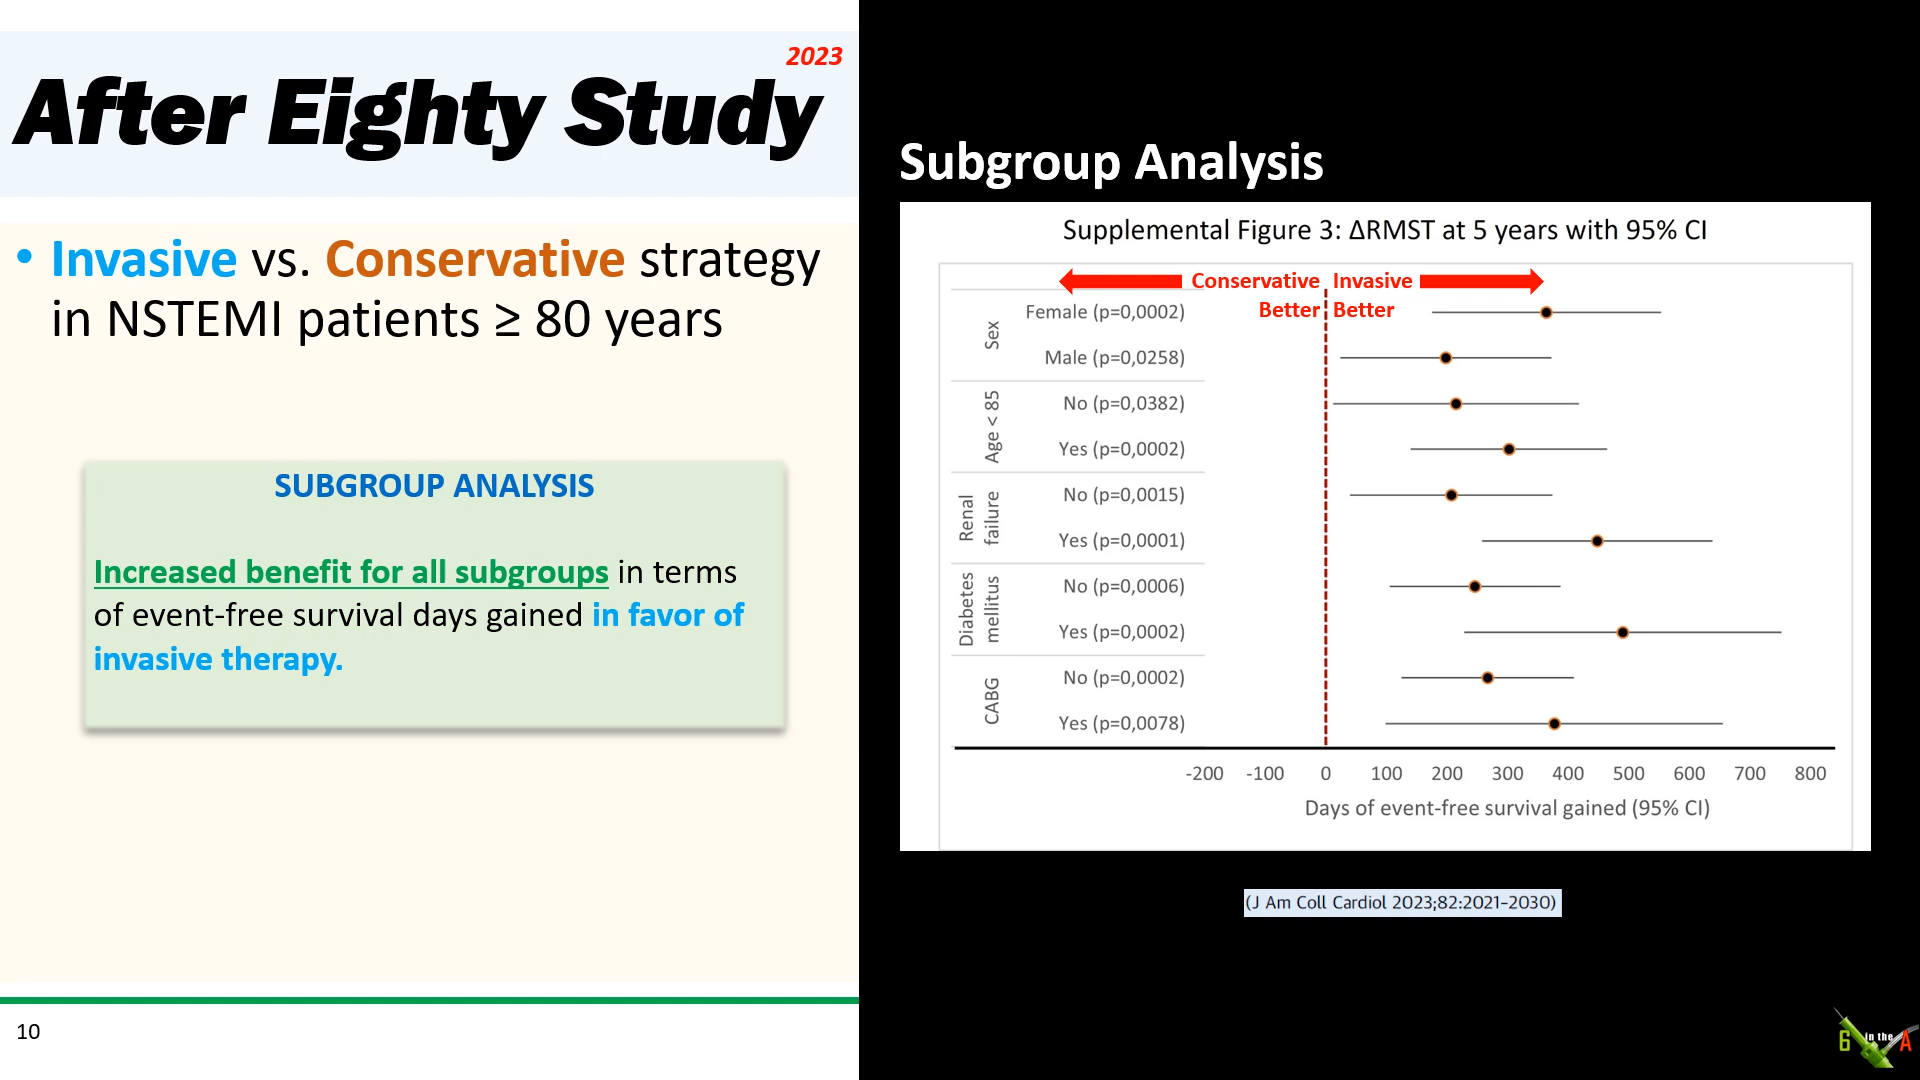 2023
After Eighty Study
• Invasive vs. Conservative strategy
in NSTEMI patients ≥ 80 years
SUBGROUP ANALYSIS
Increased benefit for all subgroups in terms
of event-free survival days gained in favor of
invasive therapy.
10
Subgroup Analysis
Supplemental Figure 3: ΔRMST at 5 years with 95% CI
Conservative Better
Invasive Better
Sex
Female (p=0,0002)
Male (p=0,0258)
Age < 85
No (p=0,0382)
Yes (p=0,0002)
Renal failure
No (p=0,0015)
Yes (p=0,0001)
Diabetes mellitus
No (p=0,0006)
Yes (p=0,0002)
CABG
No (p=0,0002)
Yes (p=0,0078)
-200 -100 0 100 200 300 400 500 600 700 800
Days of event-free survival gained (95% CI)
(J Am Coll Cardiol 2023;82:2021–2030)
6 in the A